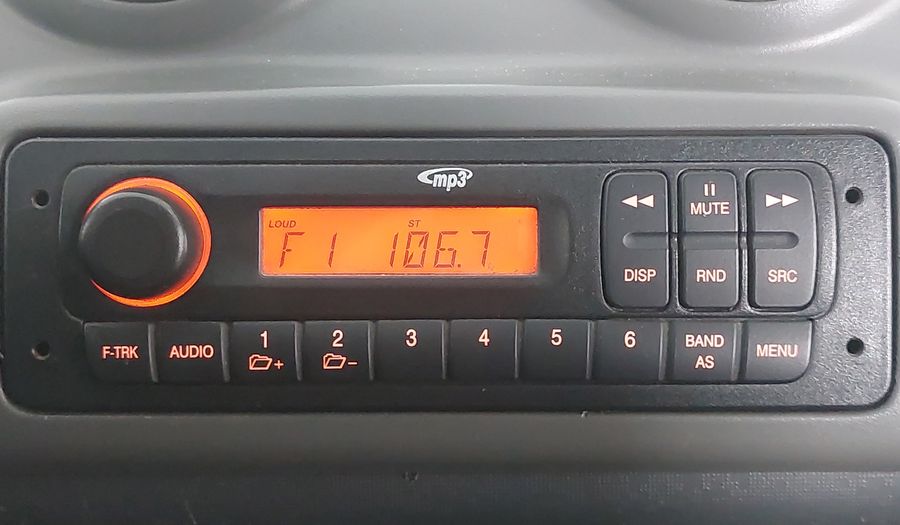 mp3
LOUD ST
F1 106.7
MUTE
DISP RND SRC
F-TRK AUDIO 1 + 2 - 3 4 5 6 BAND AS MENU